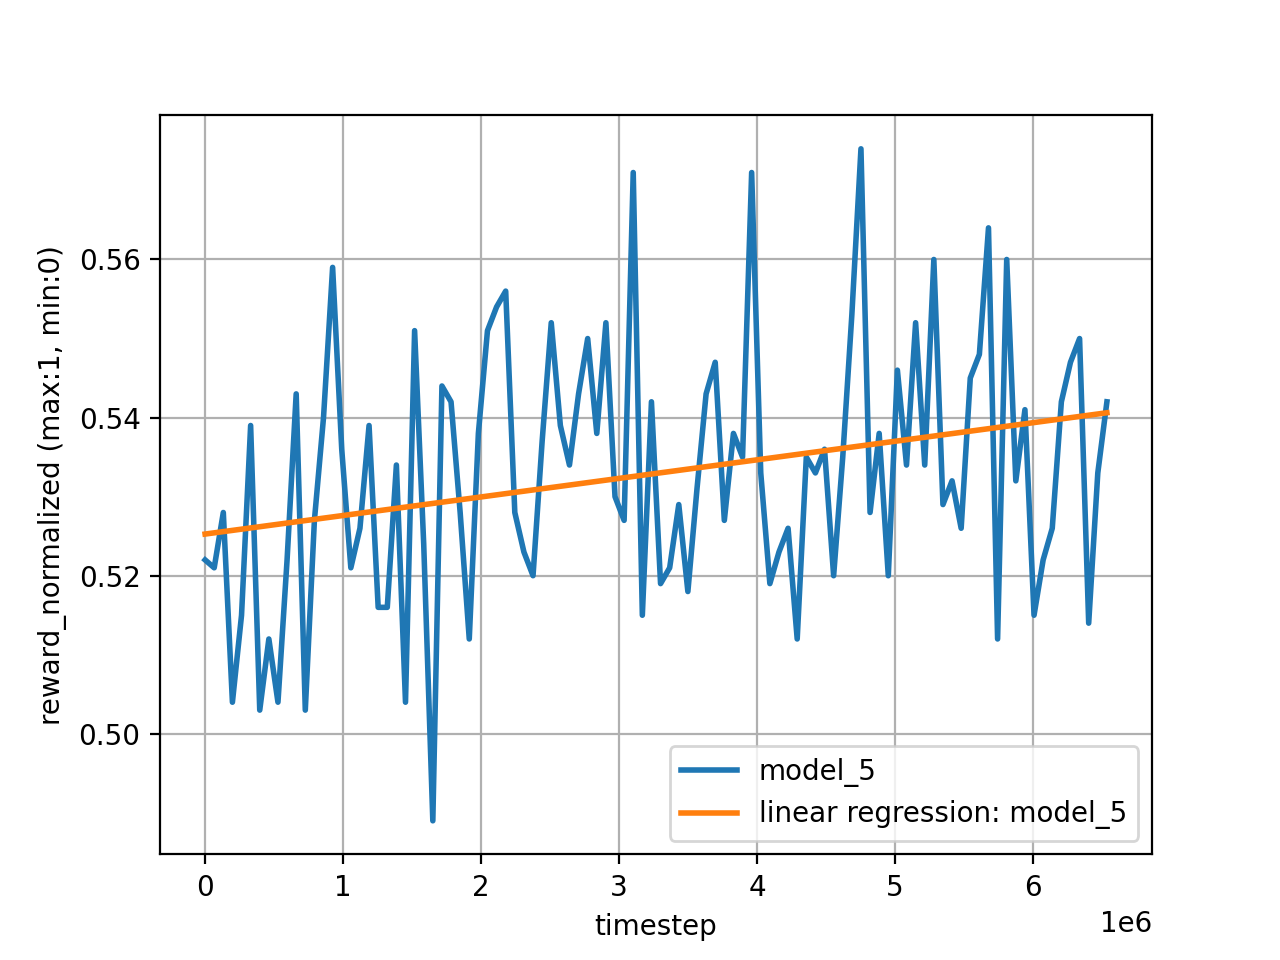 reward_normalized (max:1, min:0)
0.56
0.54
0.52
0.50
model_5
linear regression: model_5
0 1 2 3 4 5 6
timestep
1e6